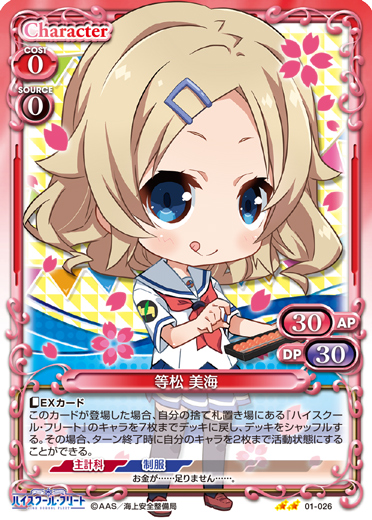 Character
COST
0
SOURCE
0
30 AP
DP 30
等松 美海
EXカード
このカードが登場した場合、自分の捨て札置き場にある『ハイスクー
ル・フリート』のキャラを7枚までデッキに戻し、デッキをシャッフルす
る。その場合、ターン終了時に自分のキャラを2枚まで活動状態にする
ことができる。
主計科 制服
お金が……足りません……。
ハイスクール・フリート
©AAS/海上安全整備局
01-026